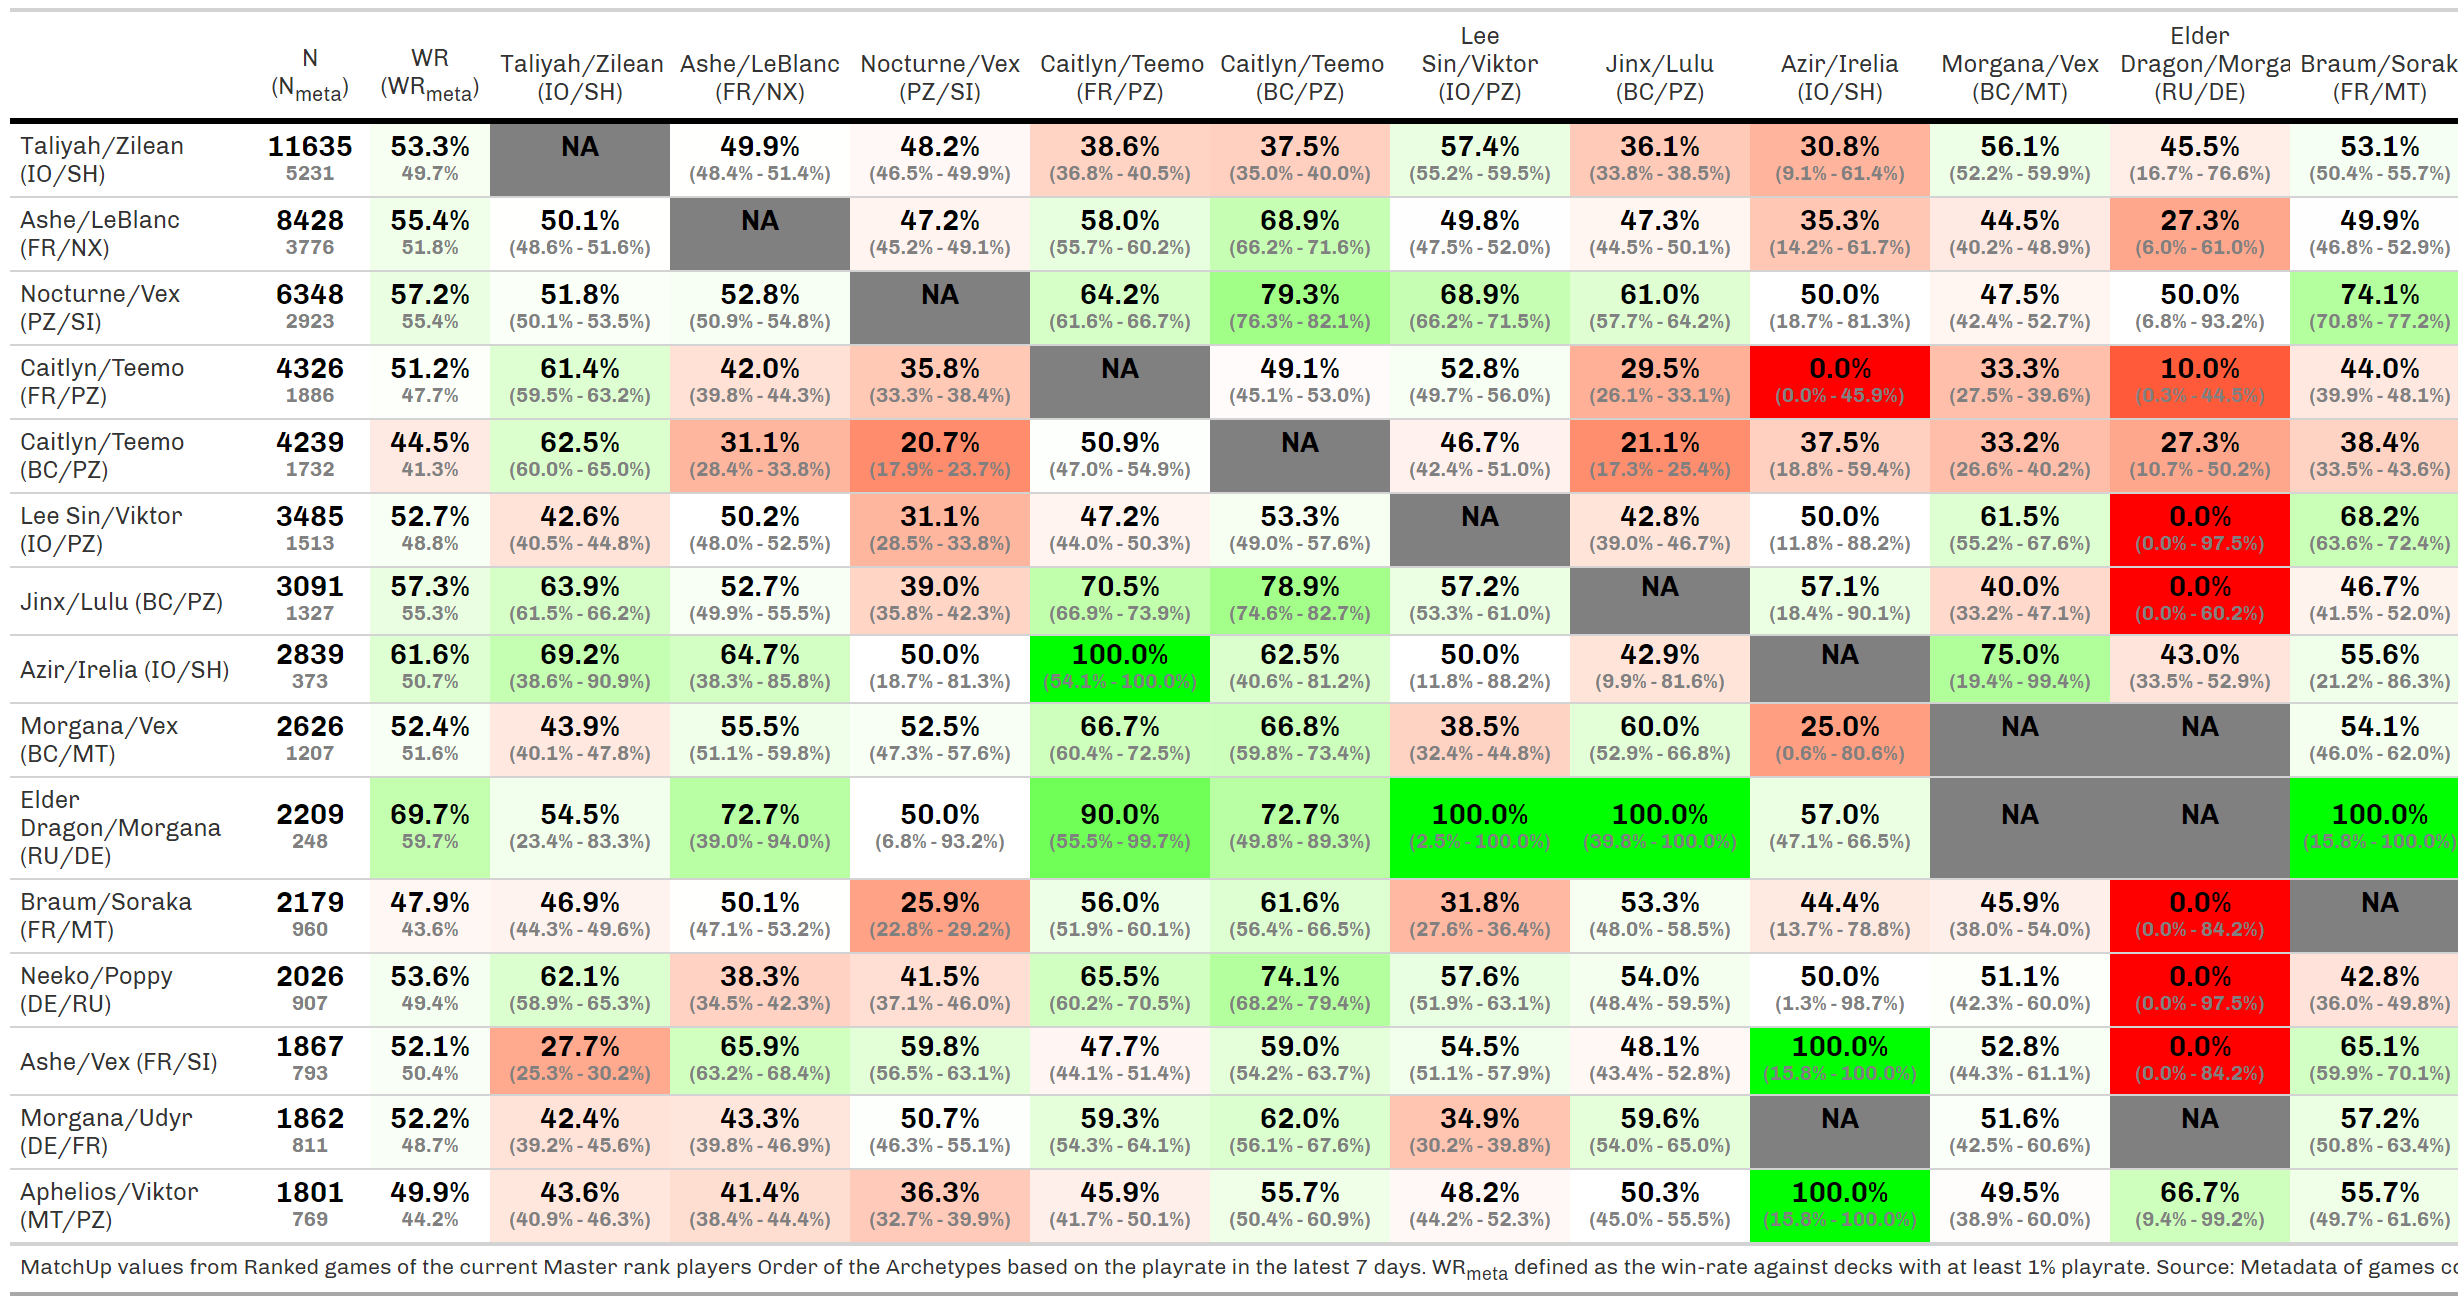 N (N_meta) WR (WR_meta) Taliyah/Zilean (IO/SH) Ashe/LeBlanc (FR/NX) Nocturne/Vex (PZ/SI) Caitlyn/Teemo (FR/PZ) Caitlyn/Teemo (BC/PZ) Lee Sin/Viktor (IO/PZ) Jinx/Lulu (BC/PZ) Azir/Irelia (IO/SH) Morgana/Vex (BC/MT) Elder Dragon/Morga (RU/DE) Braum/Sorak (FR/MT)
Taliyah/Zilean 11635 53.3% NA 49.9% 48.2% 38.6% 37.5% 57.4% 36.1% 30.8% 56.1% 45.5% 53.1%
(IO/SH) 5231 49.7% (48.4% - 51.4%) (46.5% - 49.9%) (36.8% - 40.5%) (35.0% - 40.0%) (55.2% - 59.5%) (33.8% - 38.5%) (9.1% - 61.4%) (52.2% - 59.9%) (16.7% - 76.6%) (50.4% - 55.7%)
Ashe/LeBlanc 8428 55.4% 50.1% NA 47.2% 58.0% 68.9% 49.8% 47.3% 35.3% 44.5% 27.3% 49.9%
(FR/NX) 3776 51.8% (48.6% - 51.6%) (45.2% - 49.1%) (55.7% - 60.2%) (66.2% - 71.6%) (47.5% - 52.0%) (44.5% - 50.1%) (14.2% - 61.7%) (40.2% - 48.9%) (6.0% - 61.0%) (46.8% - 52.9%)
Nocturne/Vex 6348 57.2% 51.8% 52.8% NA 64.2% 79.3% 68.9% 61.0% 50.0% 47.5% 50.0% 74.1%
(PZ/SI) 2923 55.4% (50.1% - 53.5%) (50.9% - 54.8%) (61.6% - 66.7%) (76.3% - 82.1%) (66.2% - 71.5%) (57.7% - 64.2%) (18.7% - 81.3%) (42.4% - 52.7%) (6.8% - 93.2%) (70.8% - 77.2%)
Caitlyn/Teemo 4326 51.2% 61.4% 42.0% 35.8% NA 49.1% 52.8% 29.5% 0.0% 33.3% 10.0% 44.0%
(FR/PZ) 1886 47.7% (59.5% - 63.2%) (39.8% - 44.3%) (33.3% - 38.4%) (45.1% - 53.0%) (49.7% - 56.0%) (26.1% - 33.1%) (0.0% - 45.9%) (27.5% - 39.6%) (0.3% - 44.5%) (39.9% - 48.1%)
Caitlyn/Teemo 4239 44.5% 62.5% 31.1% 20.7% 50.9% NA 46.7% 21.1% 37.5% 33.2% 27.3% 38.4%
(BC/PZ) 1732 41.3% (60.0% - 65.0%) (28.4% - 33.8%) (17.9% - 23.7%) (47.0% - 54.9%) (42.4% - 51.0%) (17.3% - 25.4%) (18.8% - 59.4%) (26.6% - 40.2%) (10.7% - 50.2%) (33.5% - 43.6%)
Lee Sin/Viktor 3485 52.7% 42.6% 50.2% 31.1% 47.2% 53.3% NA 42.8% 50.0% 61.5% 0.0% 68.2%
(IO/PZ) 1513 48.8% (40.5% - 44.8%) (48.0% - 52.5%) (28.5% - 33.8%) (44.0% - 50.3%) (49.0% - 57.6%) (39.0% - 46.7%) (11.8% - 88.2%) (55.2% - 67.6%) (0.0% - 97.5%) (63.6% - 72.4%)
Jinx/Lulu (BC/PZ) 3091 57.3% 63.9% 52.7% 39.0% 70.5% 78.9% 57.2% NA 57.1% 40.0% 0.0% 46.7%
1327 55.3% (61.5% - 66.2%) (49.9% - 55.5%) (35.8% - 42.3%) (66.9% - 73.9%) (74.6% - 82.7%) (53.3% - 61.0%) (18.4% - 90.1%) (33.2% - 47.1%) (0.0% - 60.2%) (41.5% - 52.0%)
Azir/Irelia (IO/SH) 2839 61.6% 69.2% 64.7% 50.0% 100.0% 62.5% 50.0% 42.9% NA 75.0% 43.0% 55.6%
373 50.7% (38.6% - 90.9%) (38.3% - 85.8%) (18.7% - 81.3%) (54.1% - 100.0%) (40.6% - 81.2%) (11.8% - 88.2%) (9.9% - 81.6%) (19.4% - 99.4%) (33.5% - 52.9%) (21.2% - 86.3%)
Morgana/Vex 2626 52.4% 43.9% 55.5% 52.5% 66.7% 66.8% 38.5% 60.0% 25.0% NA NA 54.1%
(BC/MT) 1207 51.6% (40.1% - 47.8%) (51.1% - 59.8%) (47.3% - 57.6%) (60.4% - 72.5%) (59.8% - 73.4%) (32.4% - 44.8%) (52.9% - 66.8%) (0.6% - 80.6%) (46.0% - 62.0%)
Elder
Dragon/Morgana 2209 69.7% 54.5% 72.7% 50.0% 90.0% 72.7% 100.0% 100.0% 57.0% NA NA 100.0%
(RU/DE) 248 59.7% (23.4% - 83.3%) (39.0% - 94.0%) (6.8% - 93.2%) (55.5% - 99.7%) (49.8% - 89.3%) (2.5% - 100.0%) (39.8% - 100.0%) (47.1% - 66.5%) (15.8% - 100.0%)
Braum/Soraka 2179 47.9% 46.9% 50.1% 25.9% 56.0% 61.6% 31.8% 53.3% 44.4% 45.9% 0.0% NA
(FR/MT) 960 43.6% (44.3% - 49.6%) (47.1% - 53.2%) (22.8% - 29.2%) (51.9% - 60.1%) (56.4% - 66.5%) (27.6% - 36.4%) (48.0% - 58.5%) (13.7% - 78.8%) (38.0% - 54.0%) (0.0% - 84.2%)
Neeko/Poppy 2026 53.6% 62.1% 38.3% 41.5% 65.5% 74.1% 57.6% 54.0% 50.0% 51.1% 0.0% 42.8%
(DE/RU) 907 49.4% (58.9% - 65.3%) (34.5% - 42.3%) (37.1% - 46.0%) (60.2% - 70.5%) (68.2% - 79.4%) (51.9% - 63.1%) (48.4% - 59.5%) (1.3% - 98.7%) (42.3% - 60.0%) (0.0% - 97.5%) (36.0% - 49.8%)
Ashe/Vex (FR/SI) 1867 52.1% 27.7% 65.9% 59.8% 47.7% 59.0% 54.5% 48.1% 100.0% 52.8% 0.0% 65.1%
793 50.4% (25.3% - 30.2%) (63.2% - 68.4%) (56.5% - 63.1%) (44.1% - 51.4%) (54.2% - 63.7%) (51.1% - 57.9%) (43.4% - 52.8%) (15.8% - 100.0%) (44.3% - 61.1%) (0.0% - 84.2%) (59.9% - 70.1%)
Morgana/Udyr 1862 52.2% 42.4% 43.3% 50.7% 59.3% 62.0% 34.9% 59.6% NA 51.6% NA 57.2%
(DE/FR) 811 48.7% (39.2% - 45.6%) (39.8% - 46.9%) (46.3% - 55.1%) (54.3% - 64.1%) (56.1% - 67.6%) (30.2% - 39.8%) (54.0% - 65.0%) (42.5% - 60.6%) (50.8% - 63.4%)
Aphelios/Viktor 1801 49.9% 43.6% 41.4% 36.3% 45.9% 55.7% 48.2% 50.3% 100.0% 49.5% 66.7% 55.7%
(MT/PZ) 769 44.2% (40.9% - 46.3%) (38.4% - 44.4%) (32.7% - 39.9%) (41.7% - 50.1%) (50.4% - 60.9%) (44.2% - 52.3%) (45.0% - 55.5%) (15.8% - 100.0%) (38.9% - 60.0%) (9.4% - 99.2%) (49.7% - 61.6%)
MatchUp values from Ranked games of the current Master rank players Order of the Archetypes based on the playrate in the latest 7 days. WR_meta defined as the win-rate against decks with at least 1% playrate. Source: Metadata of games co